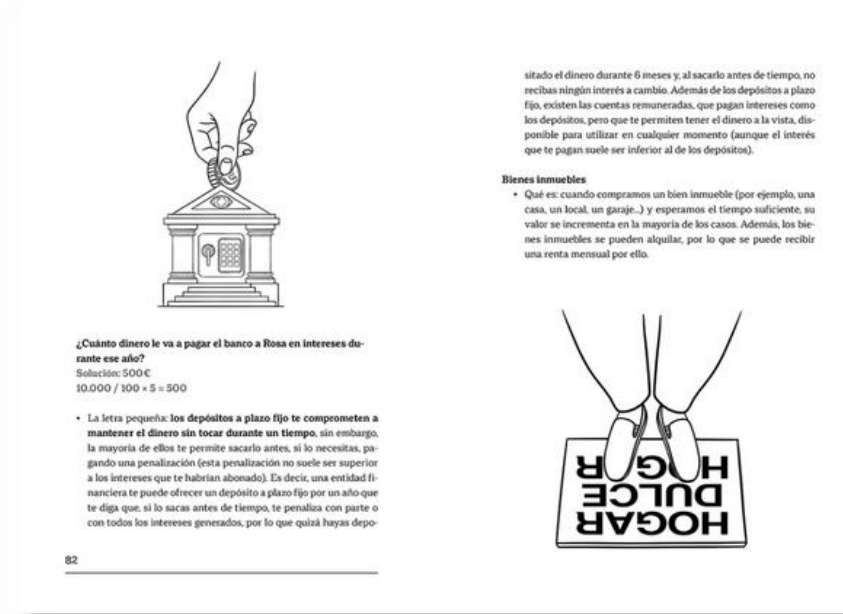 ¿Cuánto dinero le va a pagar el banco a Rosa en intereses du-
rante ese año?
Solución: 500 €
10.000 / 100 × 5 = 500
• La letra pequeña: los depósitos a plazo fijo te comprometen a
mantener el dinero sin tocar durante un tiempo, sin embargo,
la mayoría de ellos te permite sacarlo antes, si lo necesitas, pa-
gando una penalización (esta penalización no suele ser superior
a los intereses que te habrían abonado). Es decir, una entidad fi-
nanciera te puede ofrecer un depósito a plazo fijo por un año que
te diga que, si lo sacas antes de tiempo, te penaliza con parte o
con todos los intereses generados, por lo que quizá hayas depo-
82
sitado el dinero durante 6 meses y, al sacarlo antes de tiempo, no
recibas ningún interés a cambio. Además de los depósitos a plazo
fijo, existen las cuentas remuneradas, que pagan intereses como
los depósitos, pero que te permiten tener el dinero a la vista, dis-
ponible para utilizar en cualquier momento (aunque el interés
que te pagan suele ser inferior al de los depósitos).
Bienes inmuebles
• Qué es: cuando compramos un bien inmueble (por ejemplo, una
casa, un local, un garaje...) y esperamos el tiempo suficiente, su
valor se incrementa en la mayoría de los casos. Además, los bie-
nes inmuebles se pueden alquilar, por lo que se puede recibir
una renta mensual por ello.
HOGAR
DULCE
HOGAR